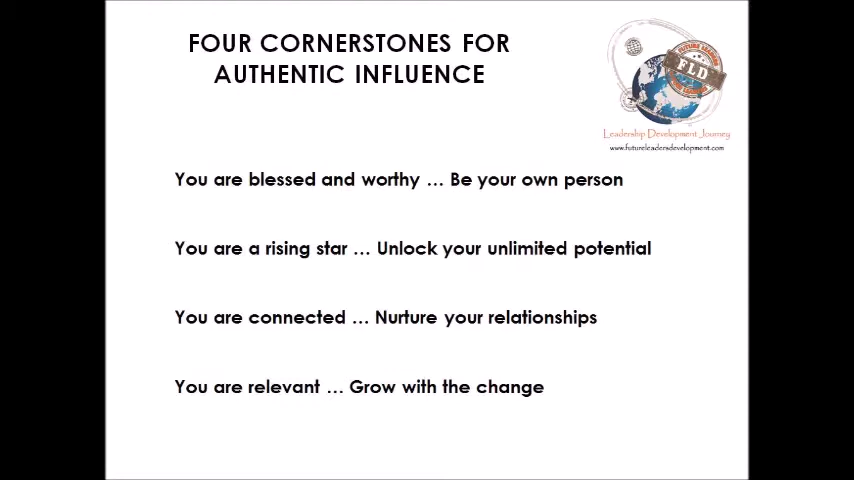 FOUR CORNERSTONES FOR
AUTHENTIC INFLUENCE
FUTURE LEADERS
FLD
Leadership Development Journey
www.futureleadersdevelopment.com
You are blessed and worthy … Be your own person
You are a rising star … Unlock your unlimited potential
You are connected … Nurture your relationships
You are relevant … Grow with the change